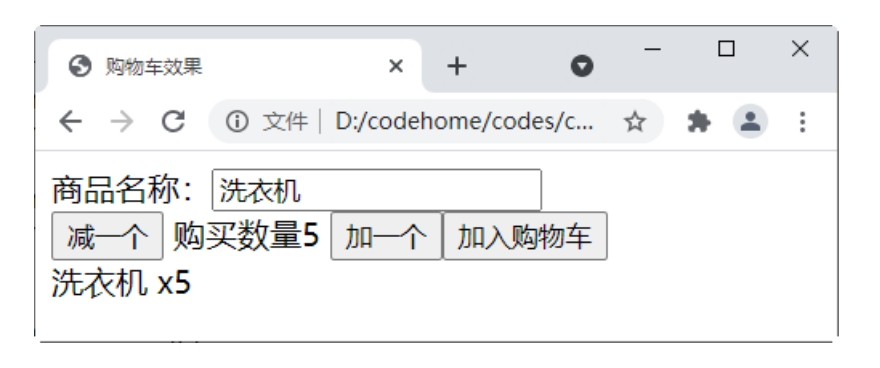 购物车效果
文件 | D:/codehome/codes/c...
商品名称：洗衣机
减一个 购买数量5 加一个 加入购物车
洗衣机 x5